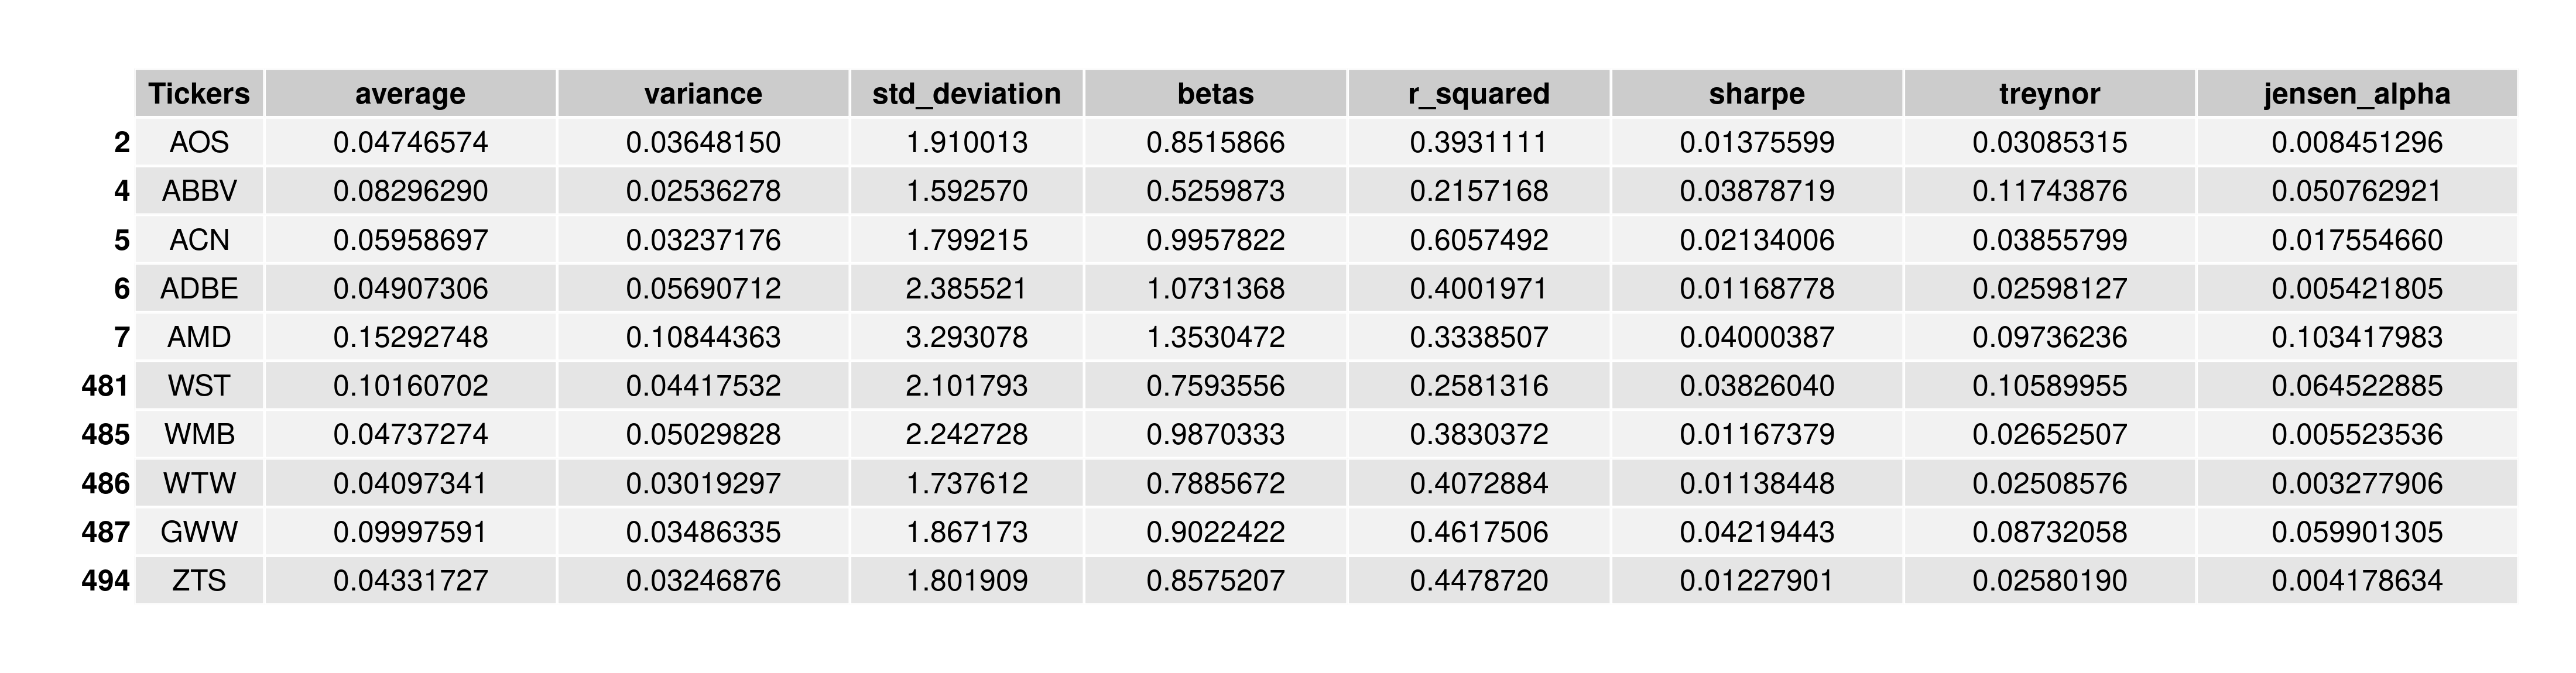 Tickers average variance std_deviation betas r_squared sharpe treynor jensen_alpha
2 AOS 0.04746574 0.03648150 1.910013 0.8515866 0.3931111 0.01375599 0.03085315 0.008451296
4 ABBV 0.08296290 0.02536278 1.592570 0.5259873 0.2157168 0.03878719 0.11743876 0.050762921
5 ACN 0.05958697 0.03237176 1.799215 0.9957822 0.6057492 0.02134006 0.03855799 0.017554660
6 ADBE 0.04907306 0.05690712 2.385521 1.0731368 0.4001971 0.01168778 0.02598127 0.005421805
7 AMD 0.15292748 0.10844363 3.293078 1.3530472 0.3338507 0.04000387 0.09736236 0.103417983
481 WST 0.10160702 0.04417532 2.101793 0.7593556 0.2581316 0.03826040 0.10589955 0.064522885
485 WMB 0.04737274 0.05029828 2.242728 0.9870333 0.3830372 0.01167379 0.02652507 0.005523536
486 WTW 0.04097341 0.03019297 1.737612 0.7885672 0.4072884 0.01138448 0.02508576 0.003277906
487 GWW 0.09997591 0.03486335 1.867173 0.9022422 0.4617506 0.04219443 0.08732058 0.059901305
494 ZTS 0.04331727 0.03246876 1.801909 0.8575207 0.4478720 0.01227901 0.02580190 0.004178634